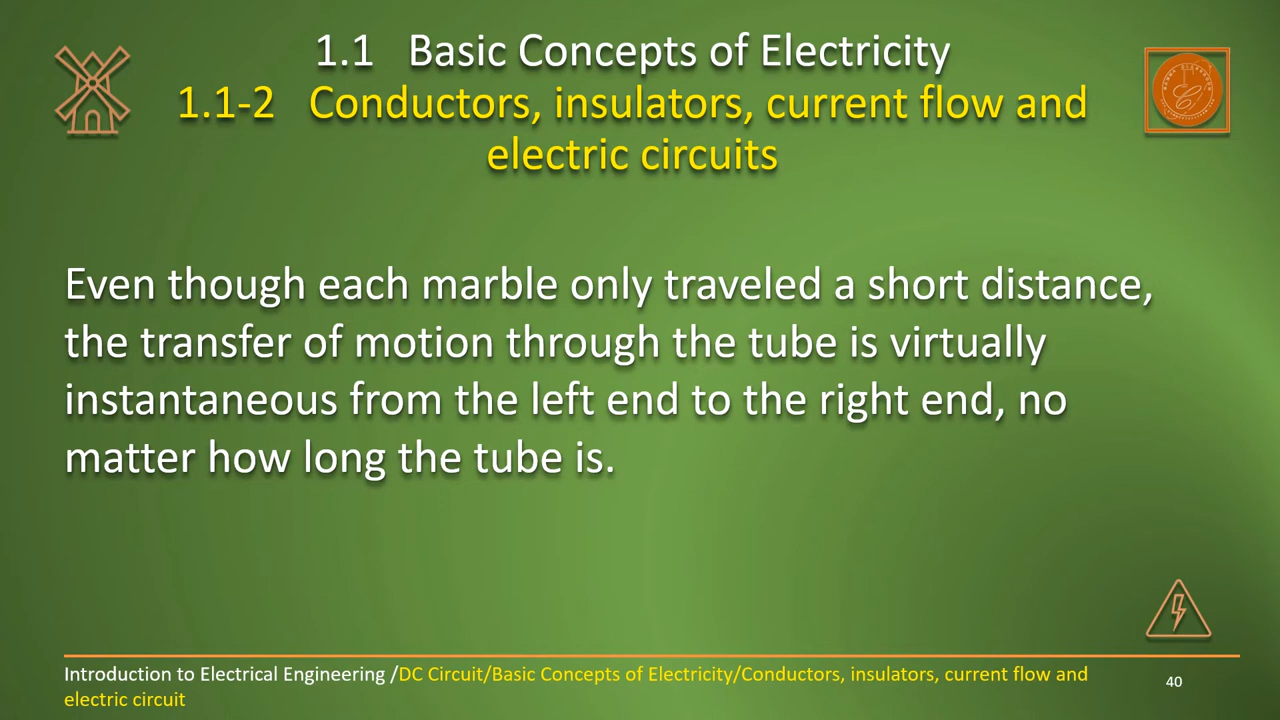 1.1 Basic Concepts of Electricity
1.1-2 Conductors, insulators, current flow and
electric circuits
Even though each marble only traveled a short distance,
the transfer of motion through the tube is virtually
instantaneous from the left end to the right end, no
matter how long the tube is.
Introduction to Electrical Engineering /DC Circuit/Basic Concepts of Electricity/Conductors, insulators, current flow and
electric circuit
40